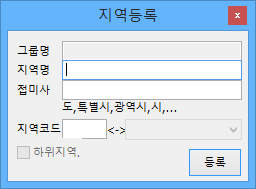 지역등록
x
그룹명
지역명
접미사
도,특별시,광역시,시,...
지역코드 <->
하위지역.
등록